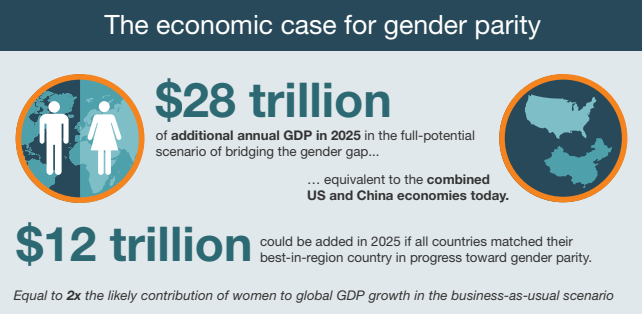 The economic case for gender parity
$28 trillion
of additional annual GDP in 2025 in the full-potential
scenario of bridging the gender gap...
... equivalent to the combined
US and China economies today.
$12 trillion
could be added in 2025 if all countries matched their
best-in-region country in progress toward gender parity.
Equal to 2x the likely contribution of women to global GDP growth in the business-as-usual scenario